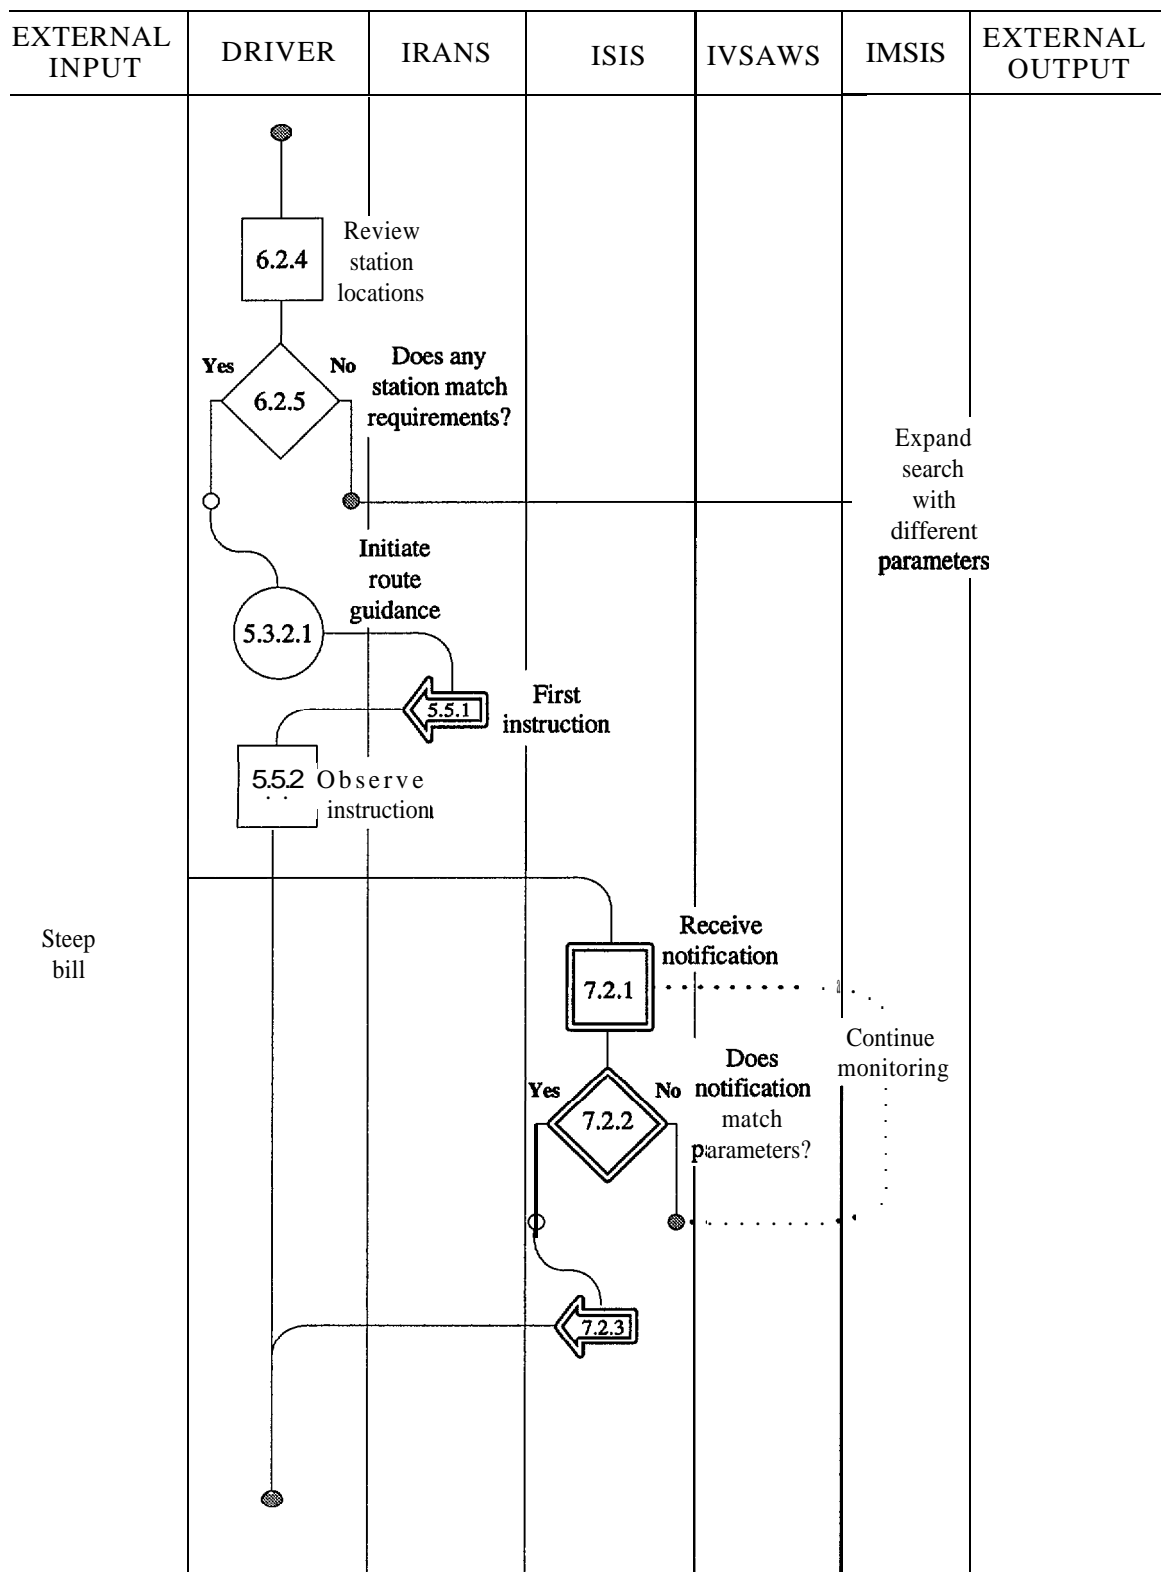 EXTERNAL INPUT
DRIVER
IRANS
ISIS
IVSAWS
IMSIS
EXTERNAL OUTPUT
6.2.4
Review
station
locations
Yes
No
6.2.5
Does any
station match
requirements?
Expand
search
with
different
parameters
Initiate
route
guidance
5.3.2.1
5.5.1
First
instruction
5.5.2
Observe
instruction
Steep
bill
Receive
notification
7.2.1
Continue
monitoring
Yes
No
7.2.2
Does
notification
match
parameters?
7.2.3